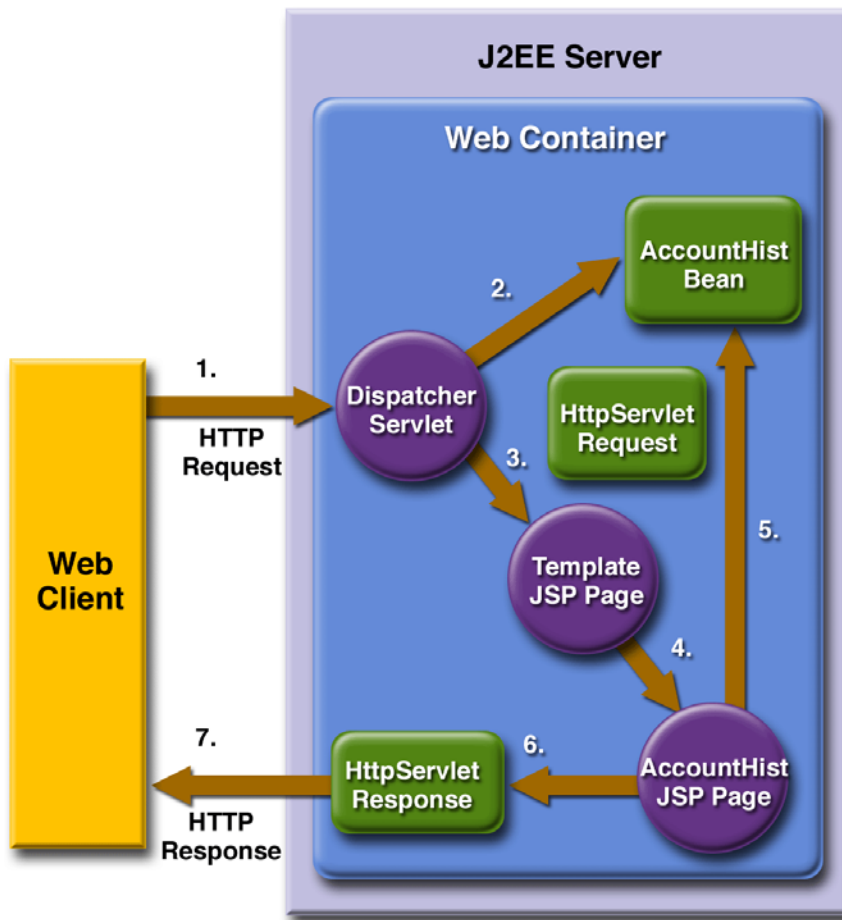 J2EE Server
Web Container
AccountHist
Bean
2.
1.
Dispatcher
Servlet
HTTP
Request
HttpServlet
Request
3.
5.
Web
Client
Template
JSP Page
4.
7.
6.
HttpServlet
Response
AccountHist
JSP Page
HTTP
Response